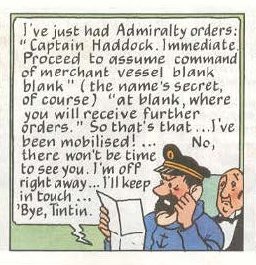 I've just had Admiralty orders:
"Captain Haddock. Immediate.
Proceed to assume command
of merchant vessel blank
blank" (the name's secret,
of course) "at blank, where
you will receive further
orders." So that's that...I've
been mobilised! ... No,
there won't be time
to see you. I'm off
right away... I'll keep
in touch ...
'Bye, Tintin.